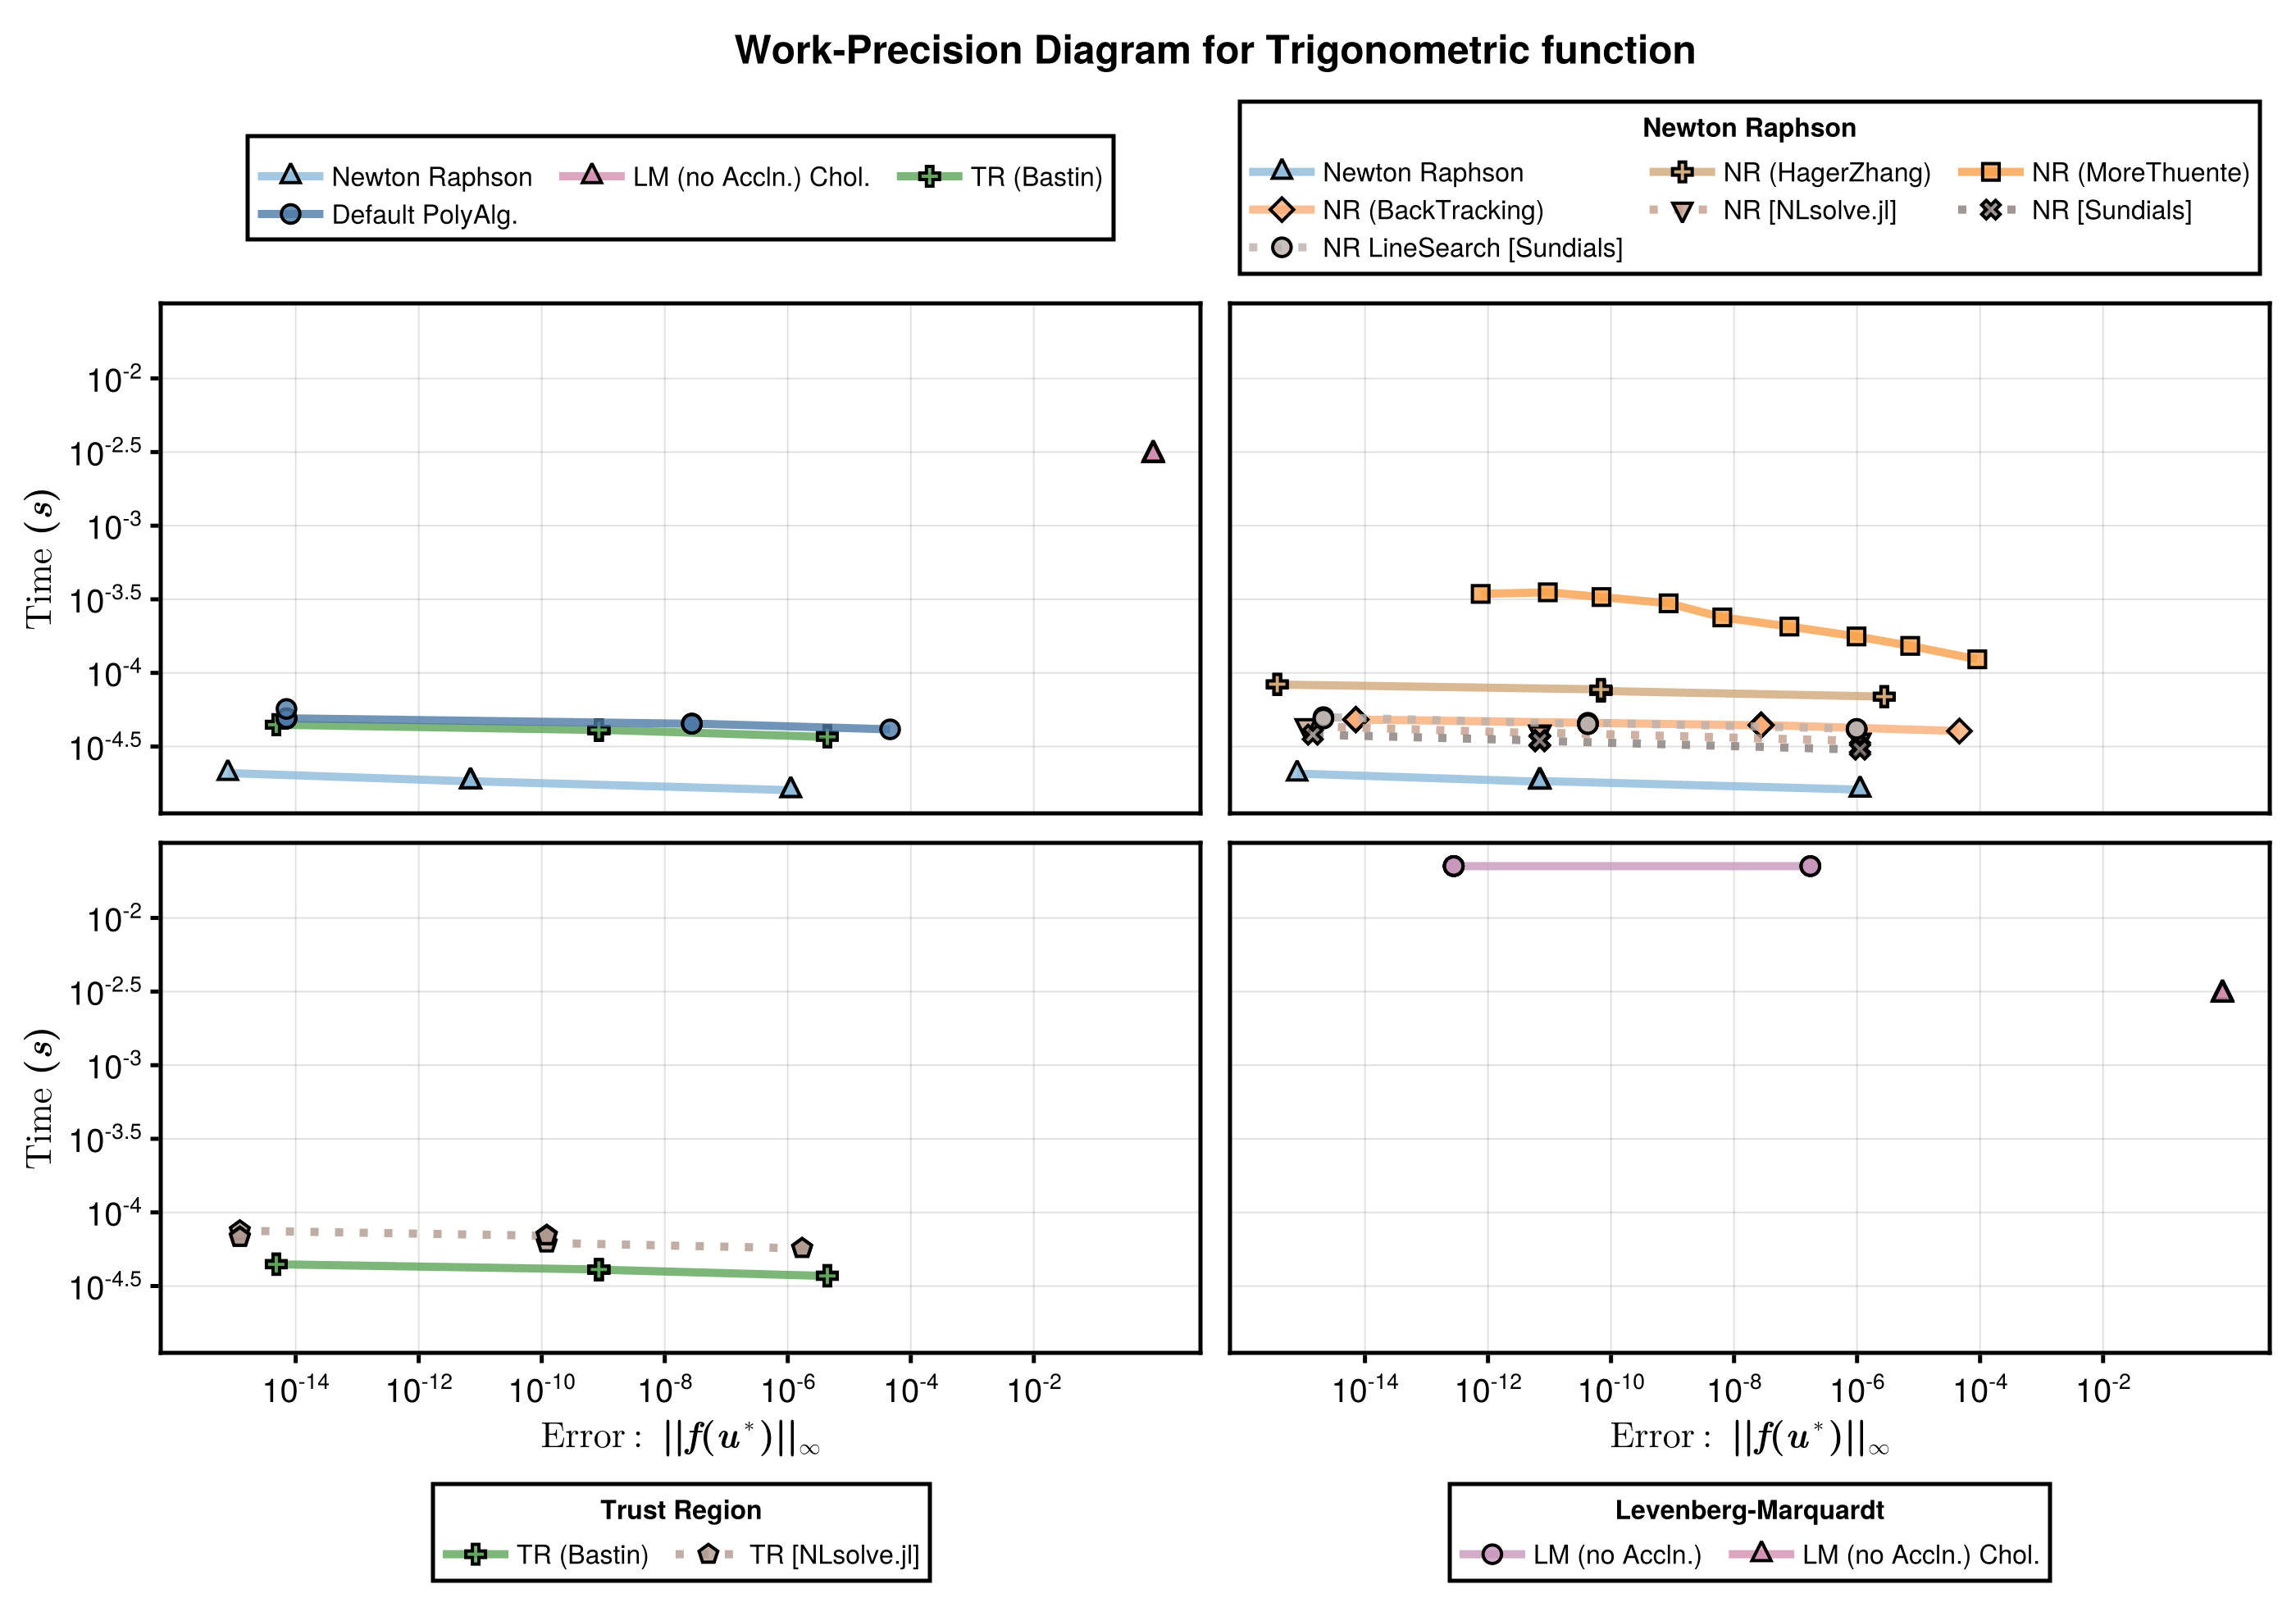 Work-Precision Diagram for Trigonometric function
Newton Raphson LM (no Accln.) Chol. TR (Bastin)
Default PolyAlg.
Newton Raphson
Newton Raphson NR (HagerZhang) NR (MoreThuente)
NR (BackTracking) NR [NLsolve.jl] NR [Sundials]
NR LineSearch [Sundials]
Time (s)
10^-2
10^-2.5
10^-3
10^-3.5
10^-4
10^-4.5
Time (s)
10^-2
10^-2.5
10^-3
10^-3.5
10^-4
10^-4.5
10^-14 10^-12 10^-10 10^-8 10^-6 10^-4 10^-2
Error: ||f(u*)||∞
10^-14 10^-12 10^-10 10^-8 10^-6 10^-4 10^-2
Error: ||f(u*)||∞
Trust Region
TR (Bastin) TR [NLsolve.jl]
Levenberg-Marquardt
LM (no Accln.) LM (no Accln.) Chol.